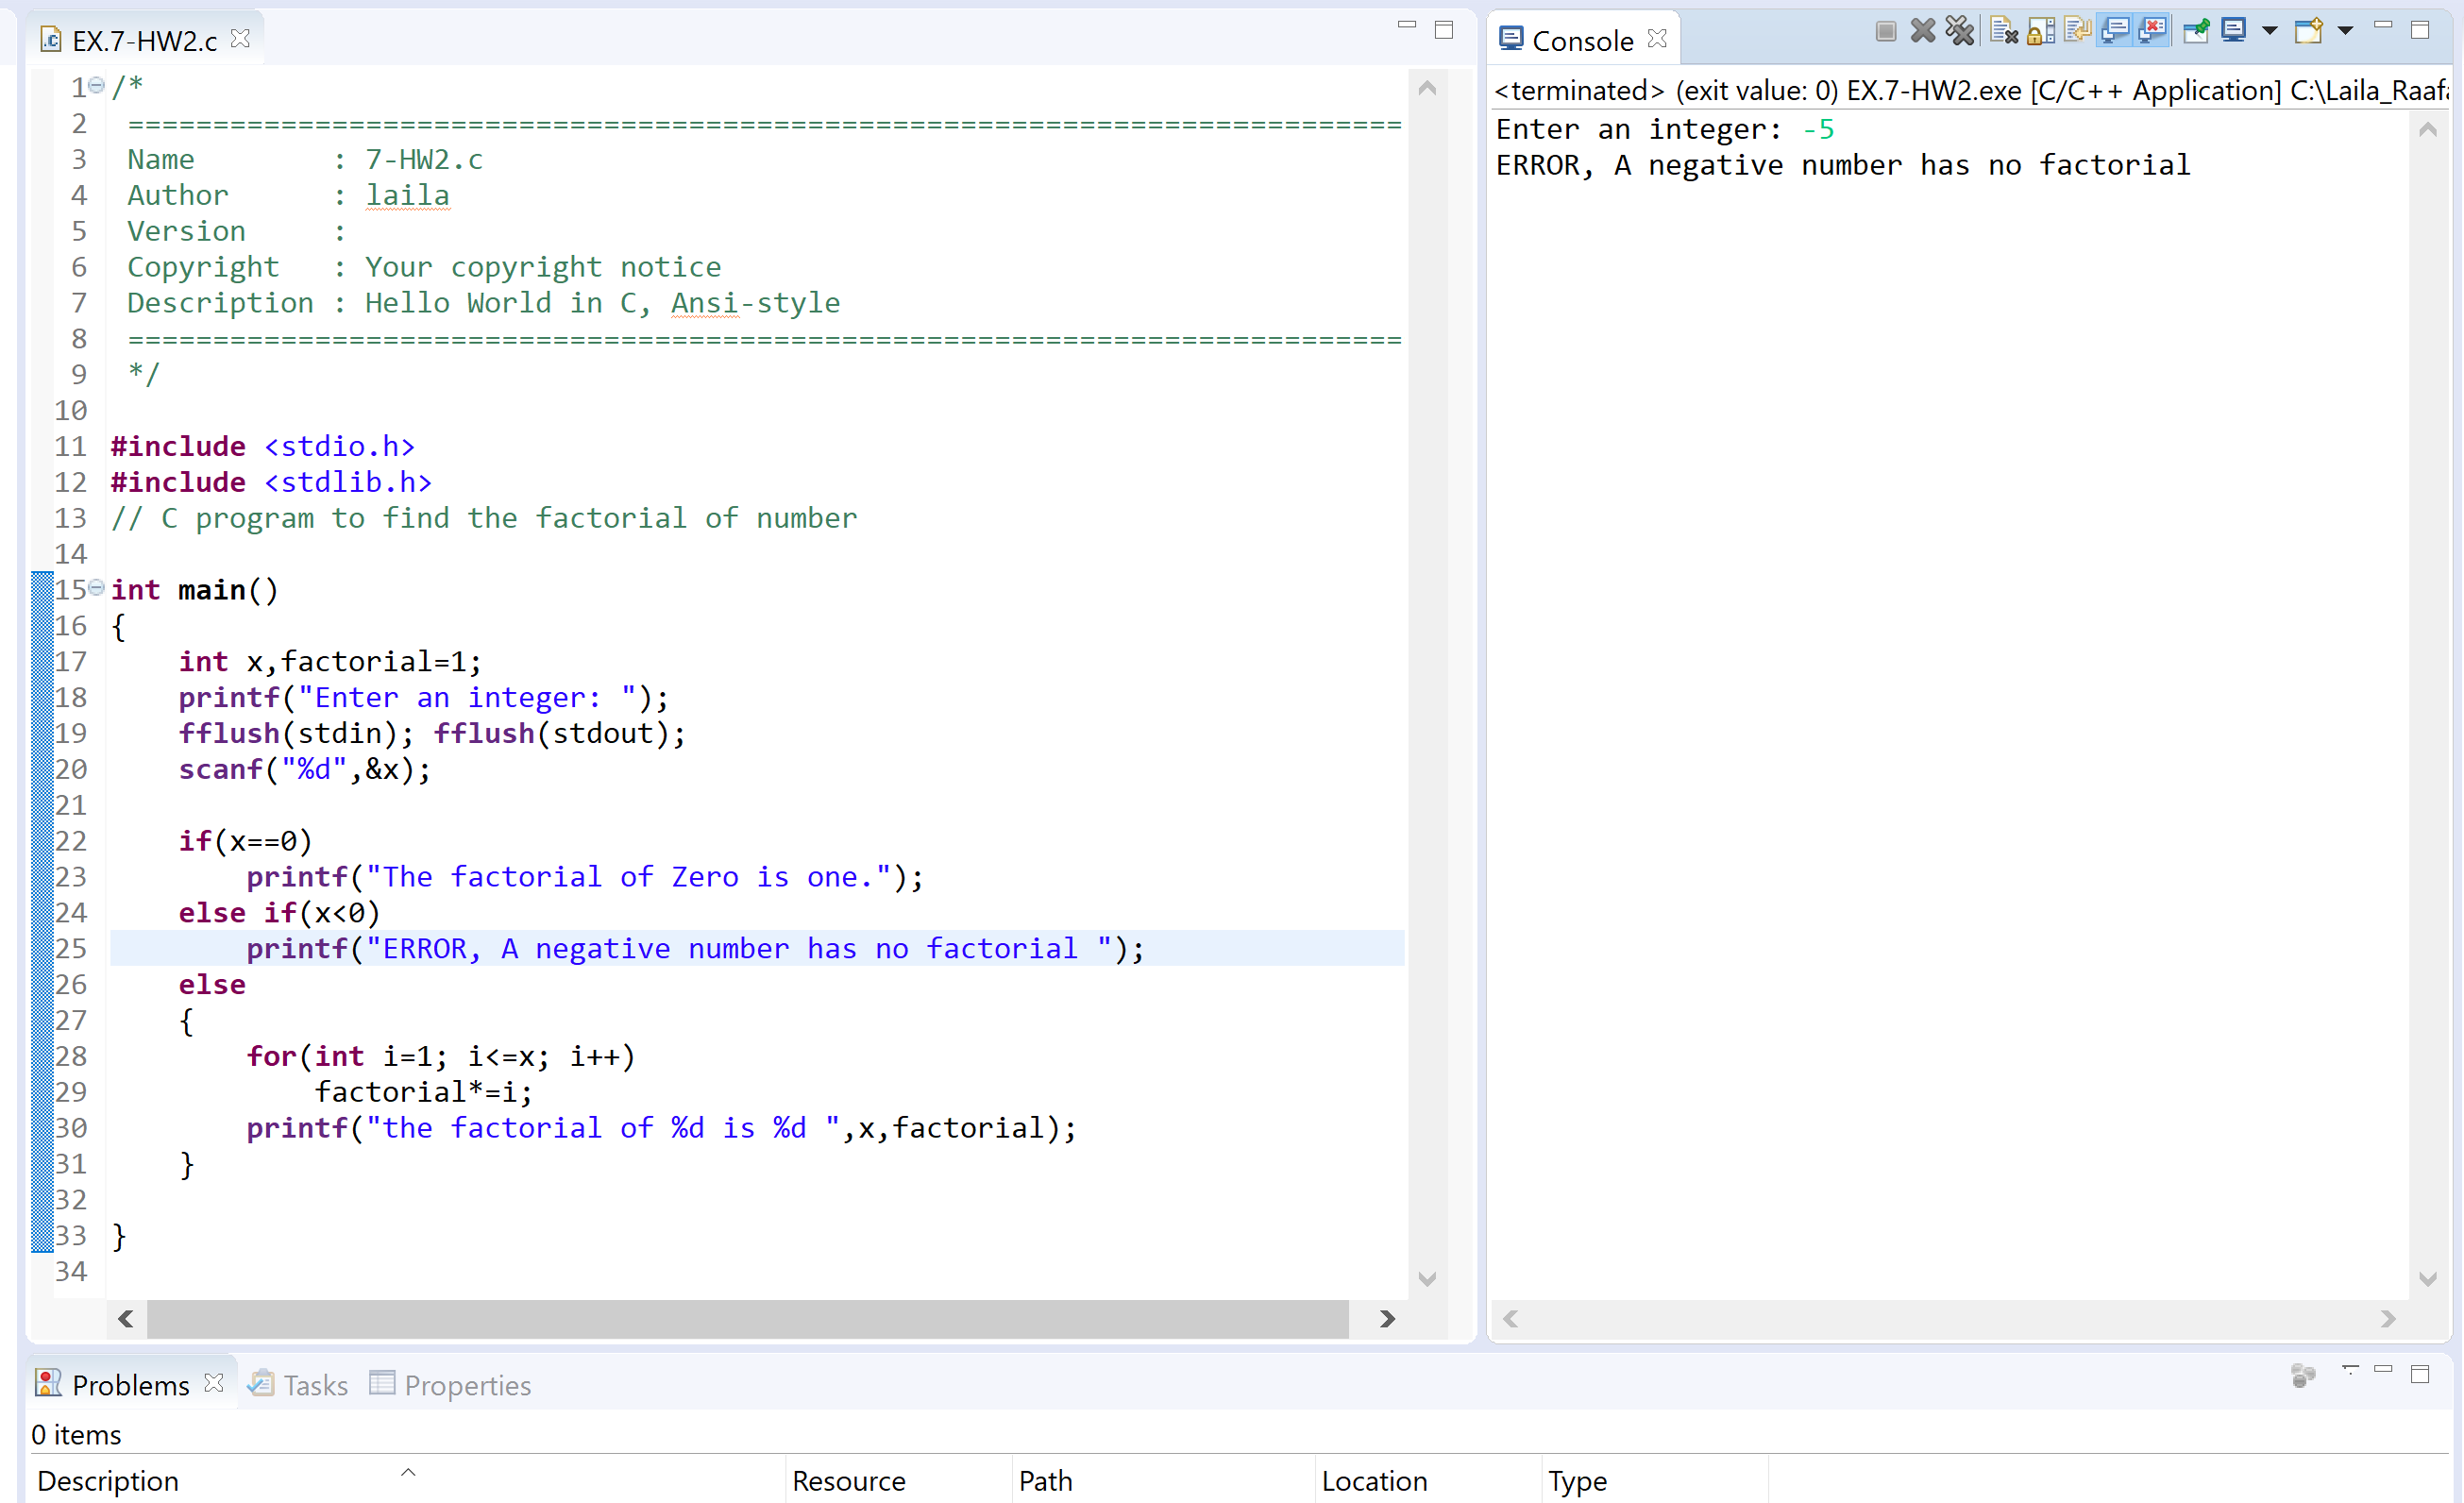 EX.7-HW2.c
1 /*
2 ===========================================================================
3 Name        : 7-HW2.c
4 Author      : laila
5 Version     :
6 Copyright   : Your copyright notice
7 Description : Hello World in C, Ansi-style
8 ===========================================================================
9 */
10
11 #include <stdio.h>
12 #include <stdlib.h>
13 // C program to find the factorial of number
14
15 int main()
16 {
17     int x,factorial=1;
18     printf("Enter an integer: ");
19     fflush(stdin); fflush(stdout);
20     scanf("%d",&x);
21
22     if(x==0)
23         printf("The factorial of Zero is one.");
24     else if(x<0)
25         printf("ERROR, A negative number has no factorial ");
26     else
27     {
28         for(int i=1; i<=x; i++)
29             factorial*=i;
30         printf("the factorial of %d is %d ",x,factorial);
31     }
32
33 }
34
Console
<terminated> (exit value: 0) EX.7-HW2.exe [C/C++ Application] C:\Laila_Raafa
Enter an integer: -5
ERROR, A negative number has no factorial
Problems Tasks Properties
0 items
Description Resource Path Location Type